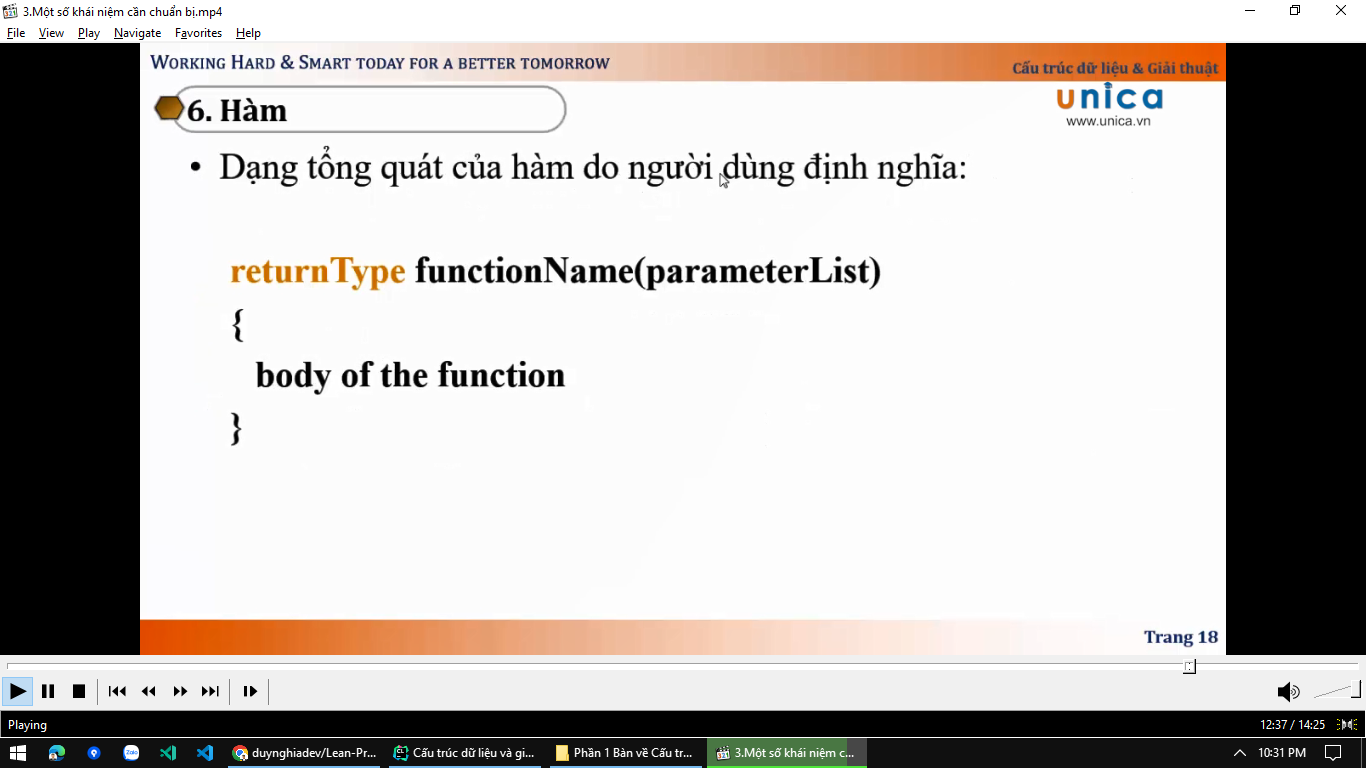 3.Một số khái niệm cần chuẩn bị.mp4
File View Play Navigate Favorites Help
WORKING HARD & SMART TODAY FOR A BETTER TOMORROW
Cấu trúc dữ liệu & Giải thuật
6. Hàm
unica
www.unica.vn
• Dạng tổng quát của hàm do người dùng định nghĩa:
returnType functionName(parameterList)
{
body of the function
}
Trang 18
Playing
12:37 / 14:25
Zalo
duynghiadev/Lean-Pr...
Cấu trúc dữ liệu và gi...
Phần 1 Bàn về Cấu tr...
3.Một số khái niệm c...
10:31 PM